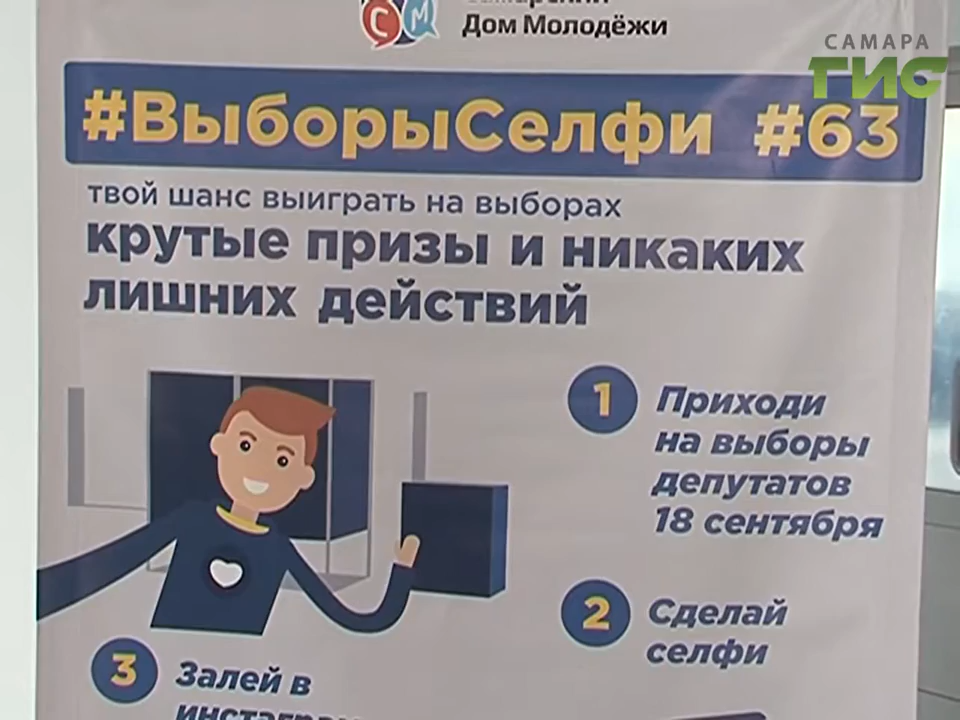 СМ
Дом Молодёжи
САМАРА
ГИС
#ВыборыСелфи #63
твой шанс выиграть на выборах
крутые призы и никаких
лишних действий
1 Приходи
на выборы
депутатов
18 сентября
2 Сделай
селфи
3 Залей в